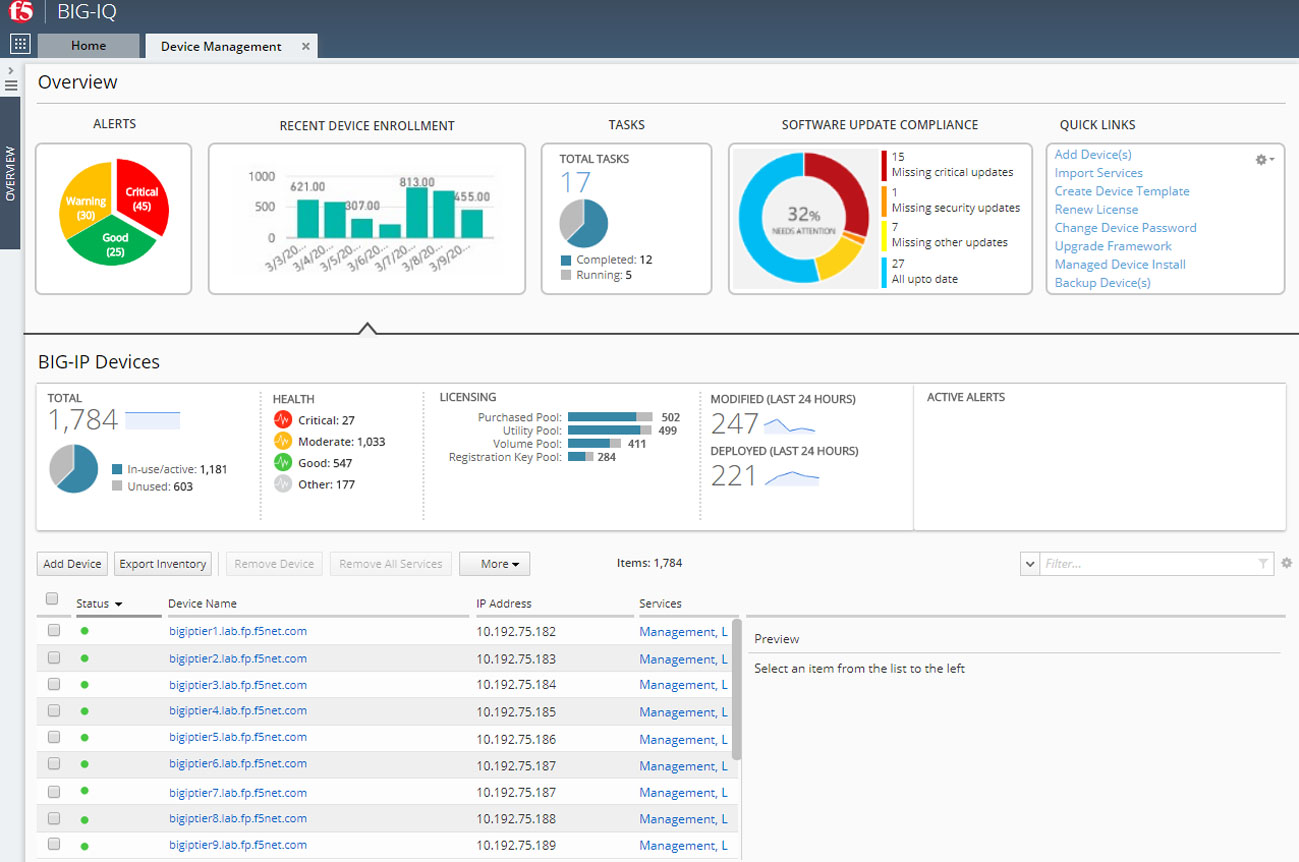 f5 BIG-IQ
Home
Device Management ×
OVERVIEW
Overview
ALERTS
Warning
(30)
Critical
(45)
Good
(25)
RECENT DEVICE ENROLLMENT
1000
500
0
621.00
307.00
813.00
455.00
3/3/20...
3/4/20...
3/5/20...
3/6/20...
3/7/20...
3/8/20...
3/9/20...
TASKS
TOTAL TASKS
17
Completed: 12
Running: 5
SOFTWARE UPDATE COMPLIANCE
32%
NEEDS ATTENTION
15
Missing critical updates
1
Missing security updates
7
Missing other updates
27
All upto date
QUICK LINKS
Add Device(s)
Import Services
Create Device Template
Renew License
Change Device Password
Upgrade Framework
Managed Device Install
Backup Device(s)
BIG-IP Devices
TOTAL
1,784
In-use/active: 1,181
Unused: 603
HEALTH
Critical: 27
Moderate: 1,033
Good: 547
Other: 177
LICENSING
Purchased Pool: 502
Utility Pool: 499
Volume Pool: 411
Registration Key Pool: 284
MODIFIED (LAST 24 HOURS)
247
DEPLOYED (LAST 24 HOURS)
221
ACTIVE ALERTS
Add Device Export Inventory Remove Device Remove All Services More Items: 1,784 Filter...
Status Device Name IP Address Services
bigiptier1.lab.fp.f5net.com 10.192.75.182 Management, L
bigiptier2.lab.fp.f5net.com 10.192.75.183 Management, L
bigiptier3.lab.fp.f5net.com 10.192.75.184 Management, L
bigiptier4.lab.fp.f5net.com 10.192.75.185 Management, L
bigiptier5.lab.fp.f5net.com 10.192.75.186 Management, L
bigiptier6.lab.fp.f5net.com 10.192.75.187 Management, L
bigiptier7.lab.fp.f5net.com 10.192.75.187 Management, L
bigiptier8.lab.fp.f5net.com 10.192.75.188 Management, L
bigiptier9.lab.fp.f5net.com 10.192.75.189 Management, L
Preview
Select an item from the list to the left